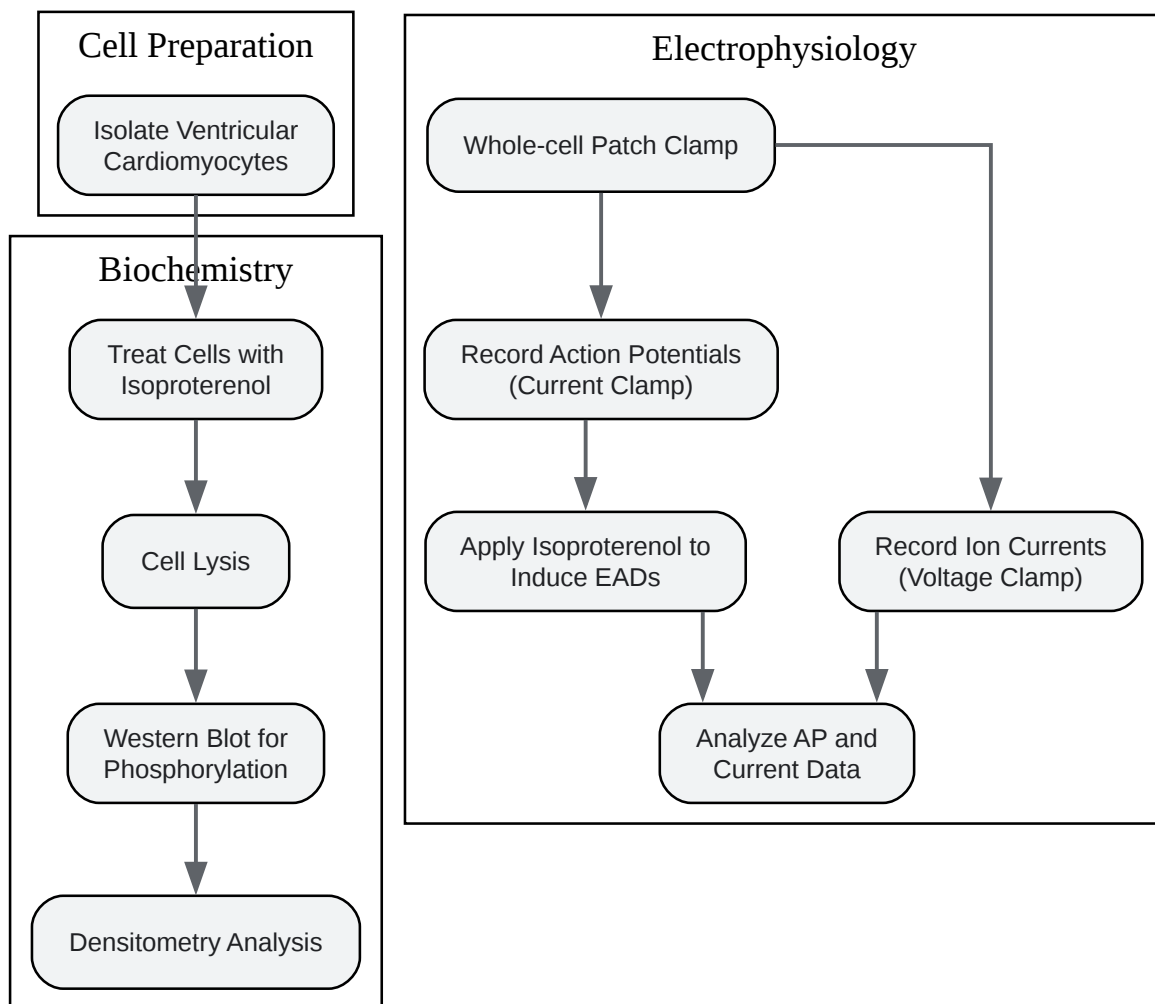 Cell Preparation
Isolate Ventricular
Cardiomyocytes
Biochemistry
Treat Cells with
Isoproterenol
Cell Lysis
Western Blot for
Phosphorylation
Densitometry Analysis
Electrophysiology
Whole-cell Patch Clamp
Record Action Potentials
(Current Clamp)
Apply Isoproterenol to
Induce EADs
Record Ion Currents
(Voltage Clamp)
Analyze AP and
Current Data